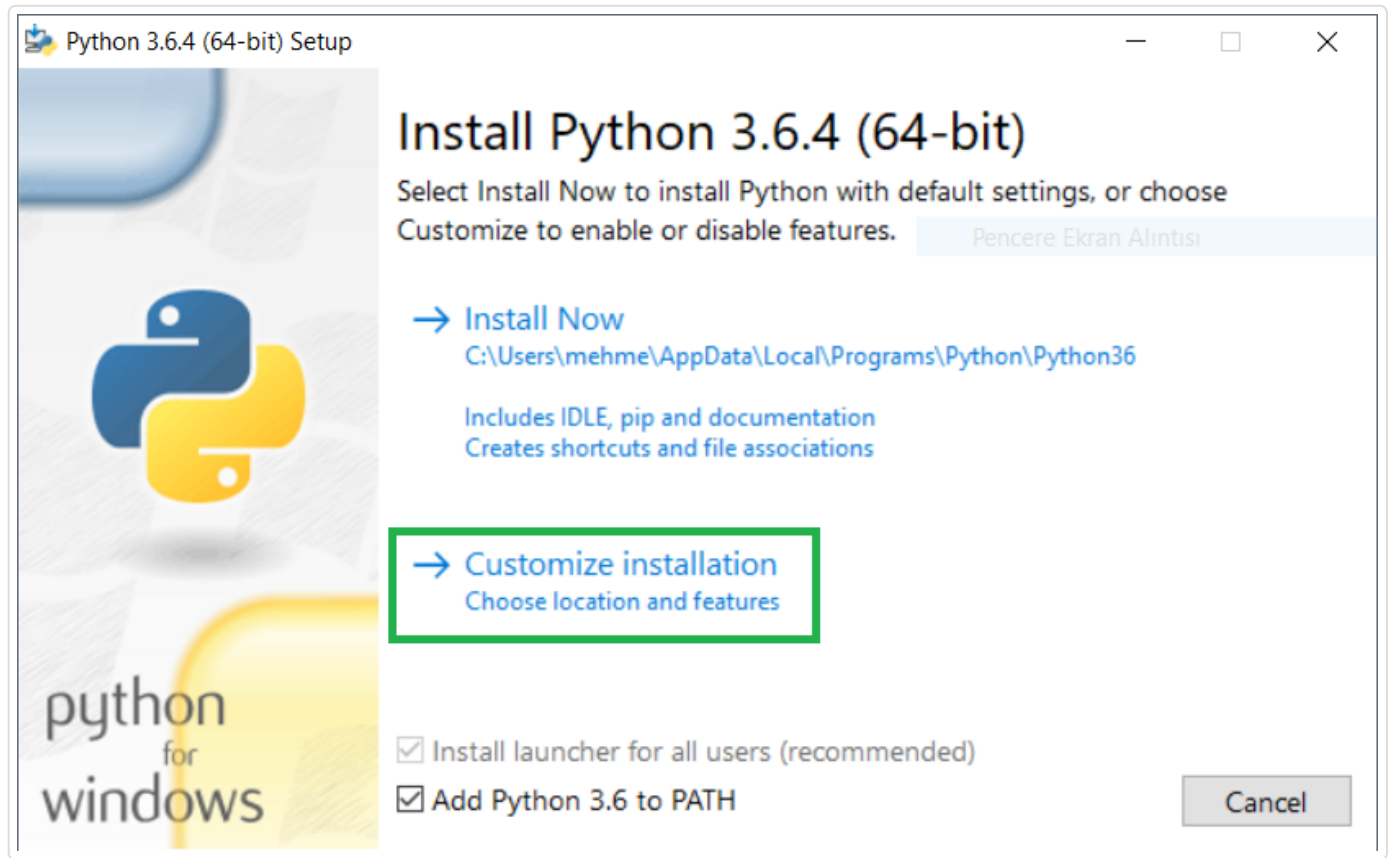 Python 3.6.4 (64-bit) Setup
Install Python 3.6.4 (64-bit)
Select Install Now to install Python with default settings, or choose
Customize to enable or disable features.
Pencere Ekran Alıntısı
Install Now
C:\Users\mehme\AppData\Local\Programs\Python\Python36
Includes IDLE, pip and documentation
Creates shortcuts and file associations
Customize installation
Choose location and features
python
for
windows
Install launcher for all users (recommended)
Add Python 3.6 to PATH
Cancel